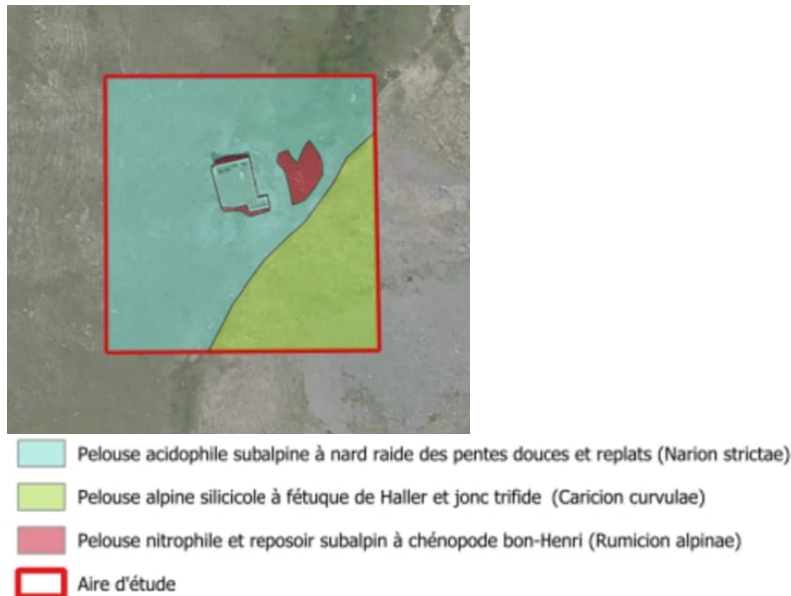 Pelouse acidophile subalpine à nard raide des pentes douces et replats (Narion strictae)
Pelouse alpine silicicole à fétuque de Haller et jonc trifide (Caricion curvulae)
Pelouse nitrophile et reposoir subalpin à chénopode bon-Henri (Rumicion alpinae)
Aire d'étude